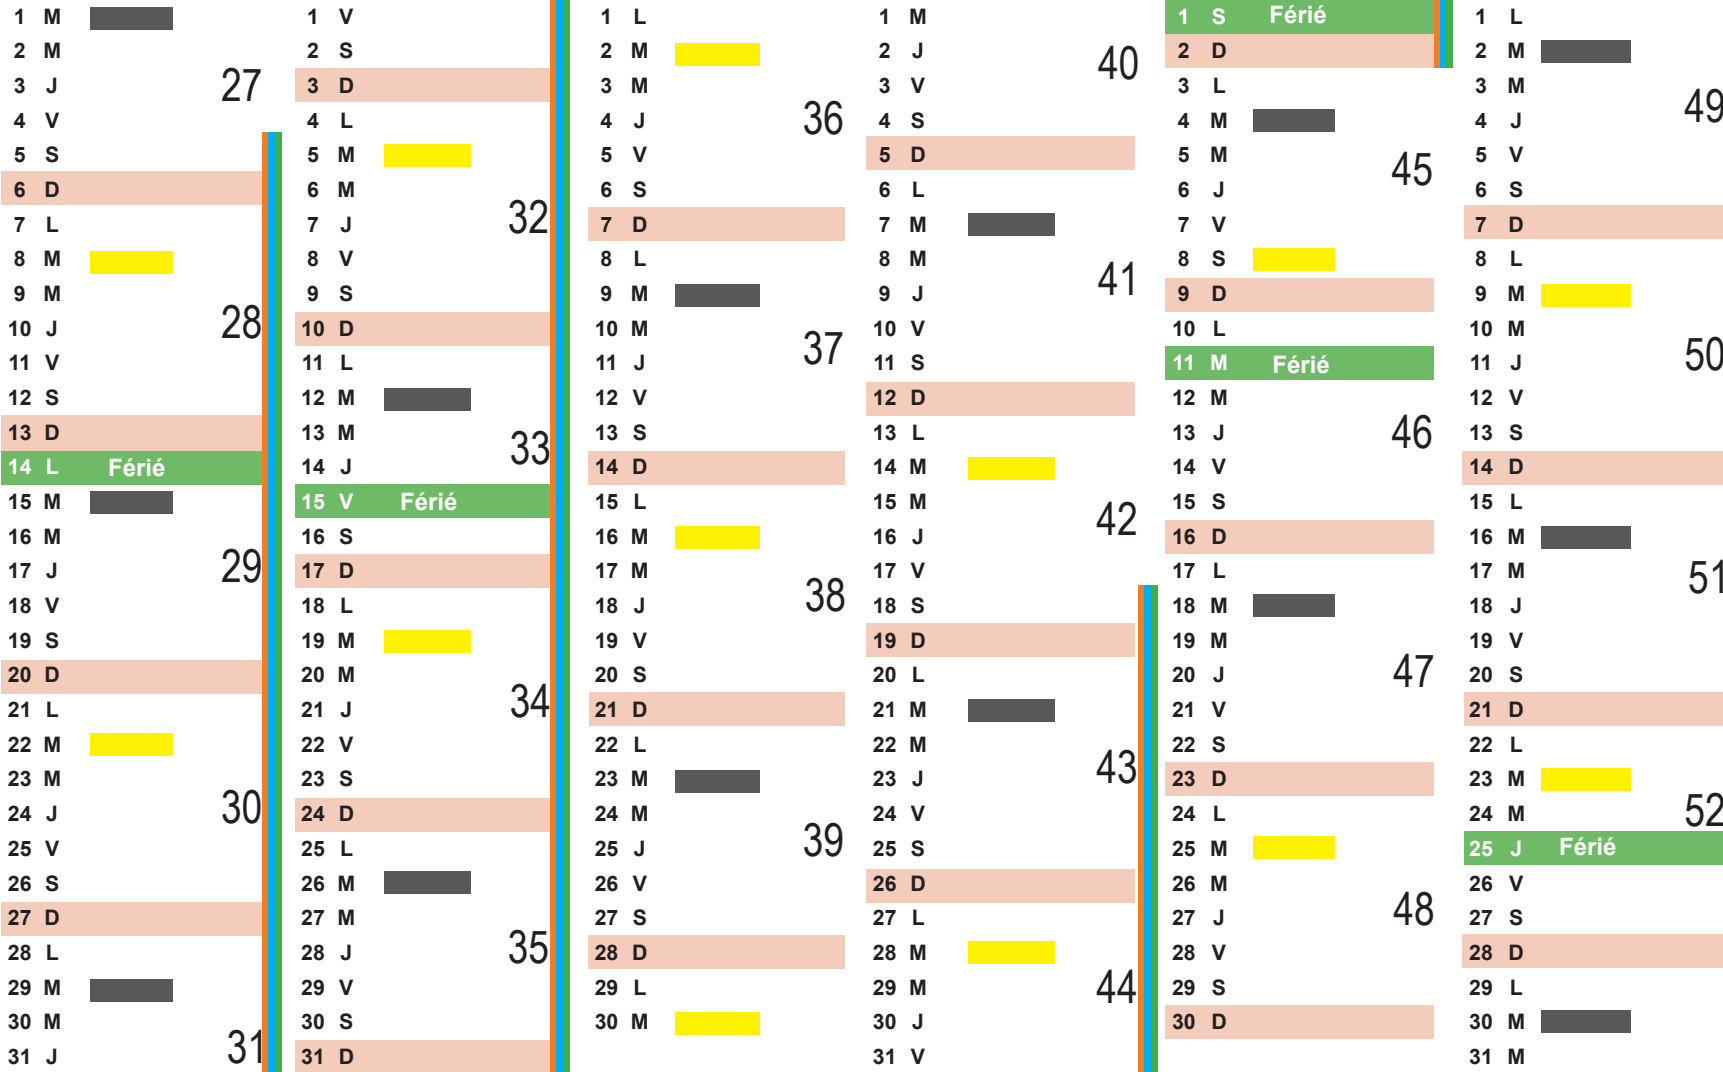 1 M
2 M
3 J
27
4 V
5 S
6 D
7 L
8 M
9 M
10 J
28
11 V
12 S
13 D
14 L Férié
15 M
16 M
17 J
29
18 V
19 S
20 D
21 L
22 M
23 M
24 J
30
25 V
26 S
27 D
28 L
29 M
30 M
31 J
31
1 V
2 S
3 D
4 L
5 M
6 M
7 J
32
8 V
9 S
10 D
11 L
12 M
13 M
33
14 J
15 V Férié
16 S
17 D
18 L
19 M
20 M
21 J
34
22 V
23 S
24 D
25 L
26 M
27 M
28 J
35
29 V
30 S
31 D
1 L
2 M
3 M
4 J
36
5 V
6 S
7 D
8 L
9 M
10 M
11 J
37
12 V
13 S
14 D
15 L
16 M
17 M
18 J
38
19 V
20 S
21 D
22 L
23 M
24 M
25 J
39
26 V
27 S
28 D
29 L
30 M
1 M
2 J
40
3 V
4 S
5 D
6 L
7 M
8 M
9 J
41
10 V
11 S
12 D
13 L
14 M
15 M
16 J
42
17 V
18 S
19 D
20 L
21 M
22 M
23 J
43
24 V
25 S
26 D
27 L
28 M
29 M
44
30 J
31 V
1 S Férié
2 D
3 L
4 M
5 M
45
6 J
7 V
8 S
9 D
10 L
11 M Férié
12 M
13 J
46
14 V
15 S
16 D
17 L
18 M
19 M
20 J
47
21 V
22 S
23 D
24 L
25 M
26 M
27 J
48
28 V
29 S
30 D
1 L
2 M
3 M
49
4 J
5 V
6 S
7 D
8 L
9 M
10 M
11 J
50
12 V
13 S
14 D
15 L
16 M
17 M
51
18 J
19 V
20 S
21 D
22 L
23 M
24 M
52
25 J Férié
26 V
27 S
28 D
29 L
30 M
31 M